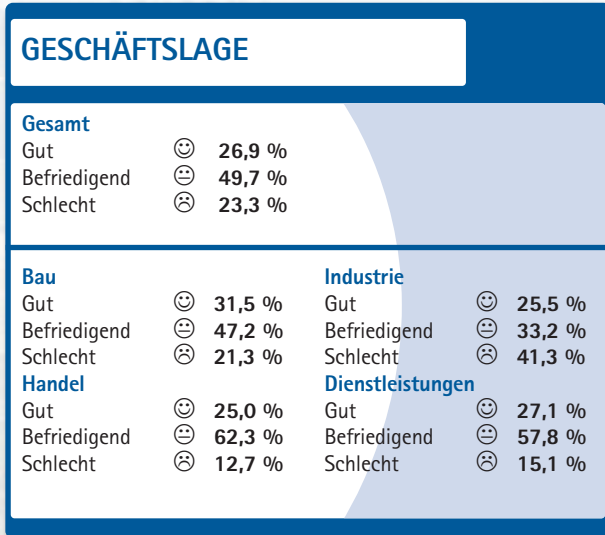 GESCHÄFTSLAGE
Gesamt
Gut ☺ 26,9 %
Befriedigend 😐 49,7 %
Schlecht ☹ 23,3 %
Bau
Gut ☺ 31,5 %
Befriedigend 😐 47,2 %
Schlecht ☹ 21,3 %
Handel
Gut ☺ 25,0 %
Befriedigend 😐 62,3 %
Schlecht ☹ 12,7 %
Industrie
Gut ☺ 25,5 %
Befriedigend 😐 33,2 %
Schlecht ☹ 41,3 %
Dienstleistungen
Gut ☺ 27,1 %
Befriedigend 😐 57,8 %
Schlecht ☹ 15,1 %